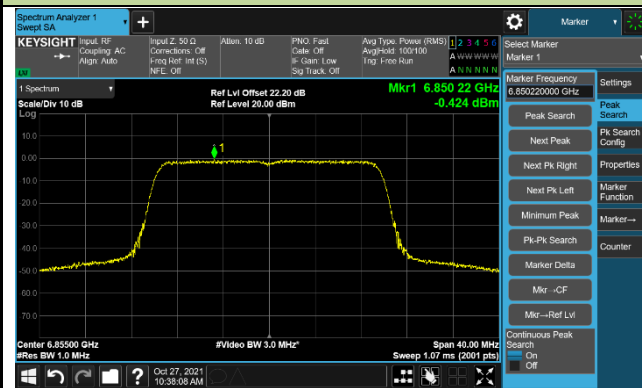 Spectrum Analyzer 1
Swept SA
Marker
KEYSIGHT
Input: RF
Coupling: AC
Align: Auto
Input Z: 50 Ω
Corrections: Off
Freq Ref: Int (S)
NFE: Off
Atten: 10 dB
PNO: Fast
Gate: Off
IF Gain: Low
Sig Track: Off
Avg Type: Power (RMS)
Avg|Hold: 100/100
Trig: Free Run
1 2 3 4 5 6
A W W W W W
A N N N N N
Select Marker
Marker 1
LXI
1 Spectrum
Scale/Div 10 dB
Log
Ref Lvl Offset 22.20 dB
Ref Level 20.00 dBm
Mkr1 6.850 22 GHz
-0.424 dBm
Marker Frequency
6.850220000 GHz
Settings
Peak Search
Peak
Search
Next Peak
Pk Search
Config
Next Pk Right
Properties
Next Pk Left
Marker
Function
Minimum Peak
Marker→
Pk-Pk Search
Counter
Marker Delta
Mkr→CF
Mkr→Ref Lvl
Continuous Peak
Search
On
Off
10.0
0.00
10.0
20.0
30.0
40.0
-50.0
60.0
70.0
1
Center 6.85500 GHz
#Res BW 1.0 MHz
#Video BW 3.0 MHz*
Span 40.00 MHz
Sweep 1.07 ms (2001 pts)
?
Oct 27, 2021
10:38:08 AM